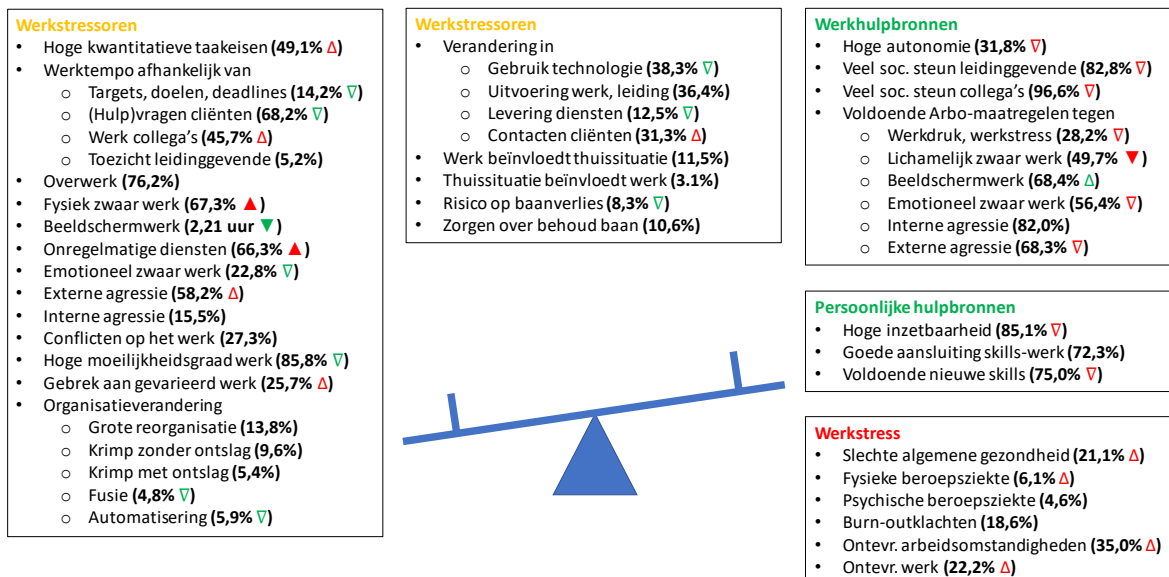 Werkstressoren
• Hoge kwantitatieve taakeisen (49,1% ∆)
• Werktempo afhankelijk van
o Targets, doelen, deadlines (14,2% ∇)
o (Hulp)vragen cliënten (68,2% ∇)
o Werk collega's (45,7% ∆)
o Toezicht leidinggevende (5,2%)
• Overwerk (76,2%)
• Fysiek zwaar werk (67,3% ▲)
• Beeldschermwerk (2,21 uur ▼)
• Onregelmatige diensten (66,3% ▲)
• Emotioneel zwaar werk (22,8% ∇)
• Externe agressie (58,2% ∆)
• Interne agressie (15,5%)
• Conflicten op het werk (27,3%)
• Hoge moeilijkheidsgraad werk (85,8% ∇)
• Gebrek aan gevarieerd werk (25,7% ∆)
• Organisatieverandering
o Grote reorganisatie (13,8%)
o Krimp zonder ontslag (9,6%)
o Krimp met ontslag (5,4%)
o Fusie (4,8% ∇)
o Automatisering (5,9% ∇)
Werkstressoren
• Verandering in
o Gebruik technologie (38,3% ∇)
o Uitvoering werk, leiding (36,4%)
o Levering diensten (12,5% ∇)
o Contacten cliënten (31,3% ∆)
• Werk beïnvloedt thuissituatie (11,5%)
• Thuissituatie beïnvloedt werk (3.1%)
• Risico op baanverlies (8,3% ∇)
• Zorgen over behoud baan (10,6%)
Werkhulpbronnen
• Hoge autonomie (31,8% ∇)
• Veel soc. steun leidinggevende (82,8% ∇)
• Veel soc. steun collega's (96,6% ∇)
• Voldoende Arbo-maatregelen tegen
o Werkdruk, werkstress (28,2% ∇)
o Lichamelijk zwaar werk (49,7% ▼)
o Beeldschermwerk (68,4% ∆)
o Emotioneel zwaar werk (56,4% ∇)
o Interne agressie (82,0%)
o Externe agressie (68,3% ∇)
Persoonlijke hulpbronnen
• Hoge inzetbaarheid (85,1% ∇)
• Goede aansluiting skills-werk (72,3%)
• Voldoende nieuwe skills (75,0% ∇)
Werkstress
• Slechte algemene gezondheid (21,1% ∆)
• Fysieke beroepsziekte (6,1% ∆)
• Psychische beroepsziekte (4,6%)
• Burn-outklachten (18,6%)
• Ontevr. arbeidsomstandigheden (35,0% ∆)
• Ontevr. werk (22,2% ∆)